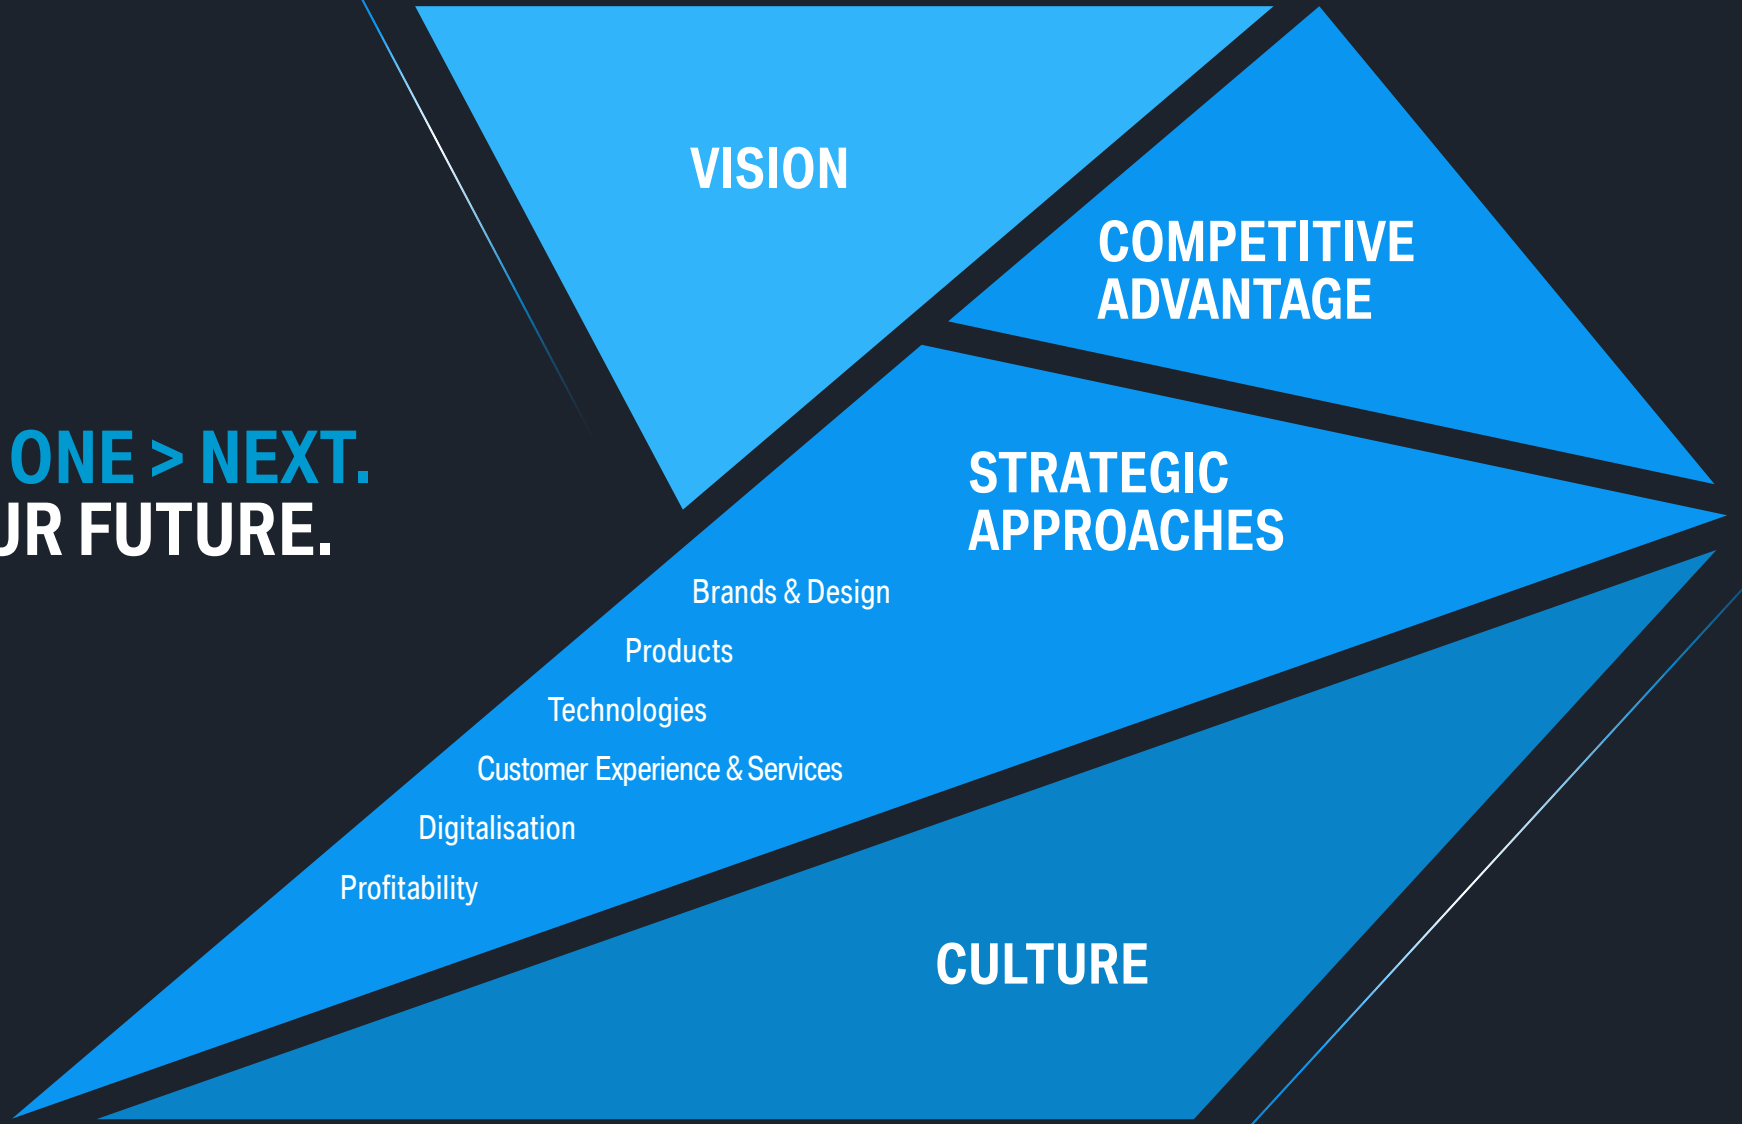 VISION
COMPETITIVE
ADVANTAGE
ONE > NEXT.
UR FUTURE.
STRATEGIC
APPROACHES
Brands & Design
Products
Technologies
Customer Experience & Services
Digitalisation
Profitability
CULTURE